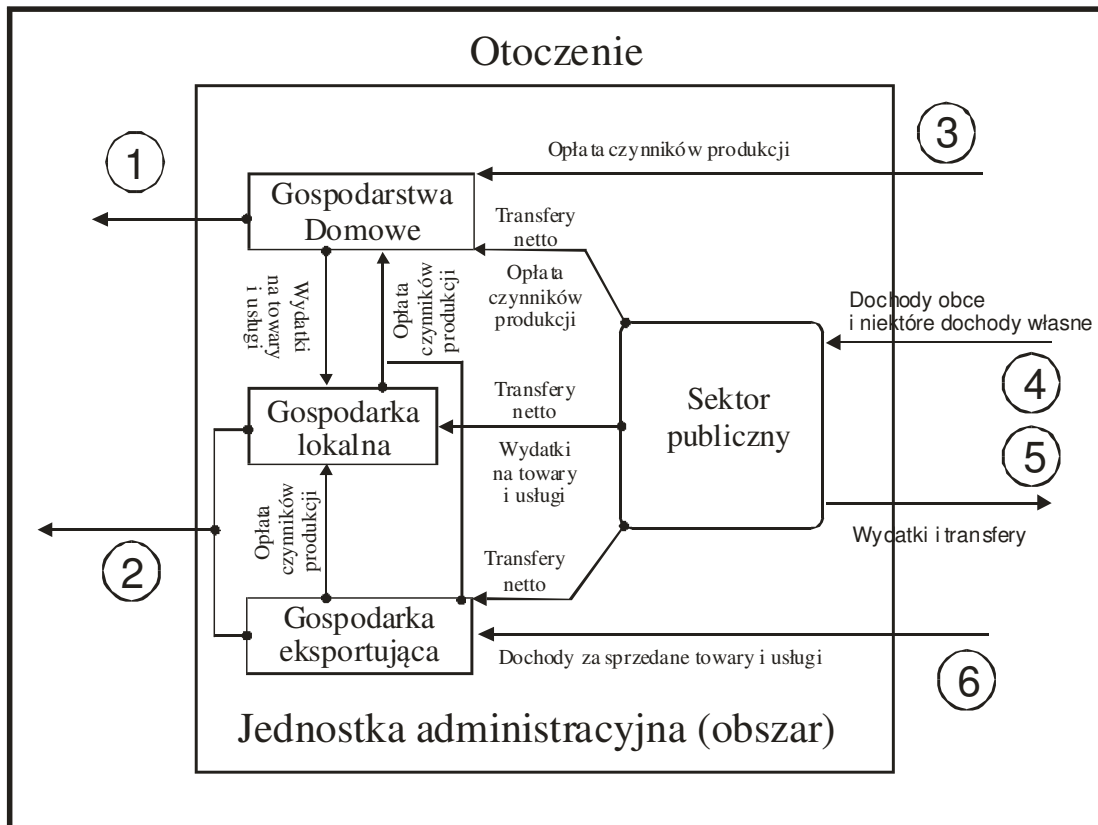 Otoczenie
1
3
Opłata czynników produkcji
Gospodarstwa
Domowe
Transfery
netto
Opłata
czynników
produkcji
Wydatki
na towary
i usługi
Opłata
czynników
produkcji
Dochody obce
i niektóre dochody własne
4
Gospodarka
lokalna
Transfery
netto
Wydatki
na towary
i usługi
Sektor
publiczny
5
Wydatki i transfery
2
Opłata
czynników
produkcji
Transfery
netto
Gospodarka
eksportująca
Dochody za sprzedane towary i usługi
6
Jednostka administracyjna (obszar)